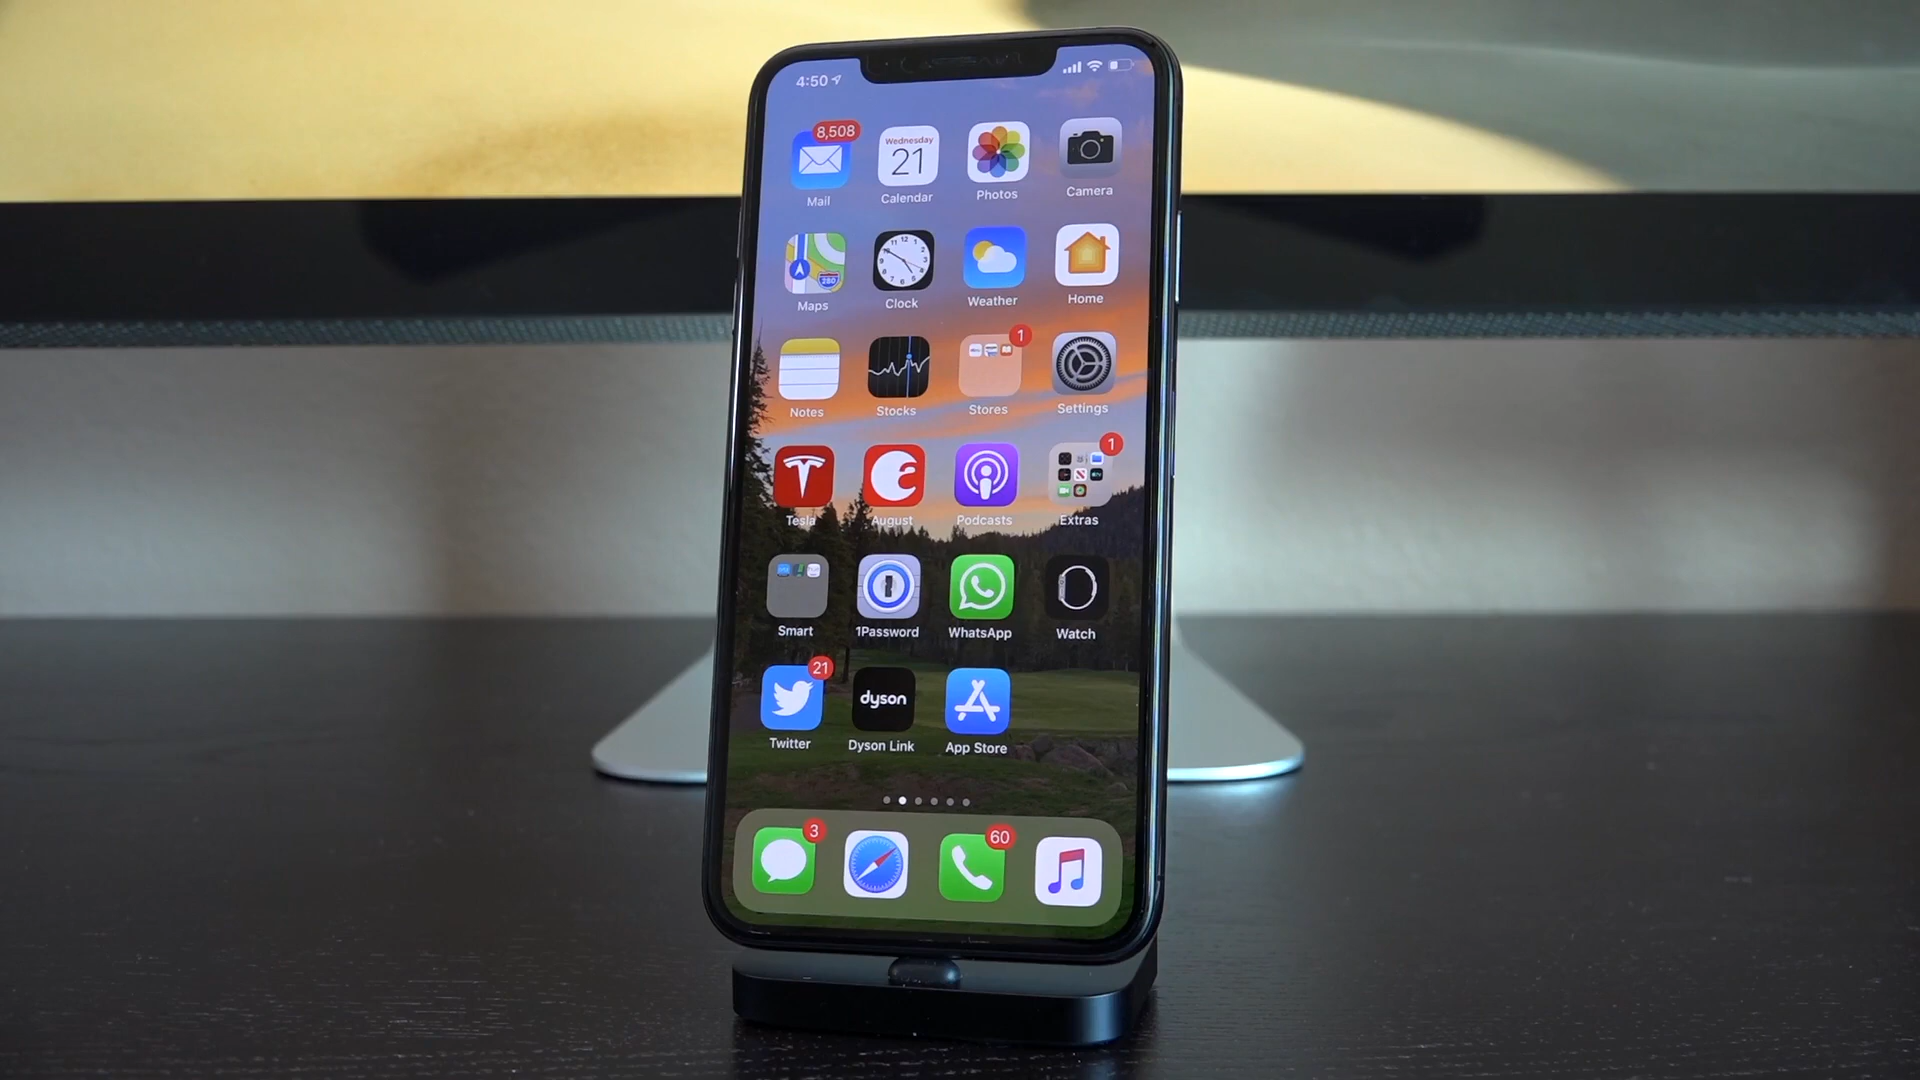 4:50
8,508
Wednesday
21
Mail
Calendar
Photos
Camera
280
Maps
Clock
Weather
Home
1
Notes
Stocks
Stores
Settings
1
Tesla
August
Podcasts
Extras
Smart
1Password
WhatsApp
Watch
21
dyson
Twitter
Dyson Link
App Store
3
60